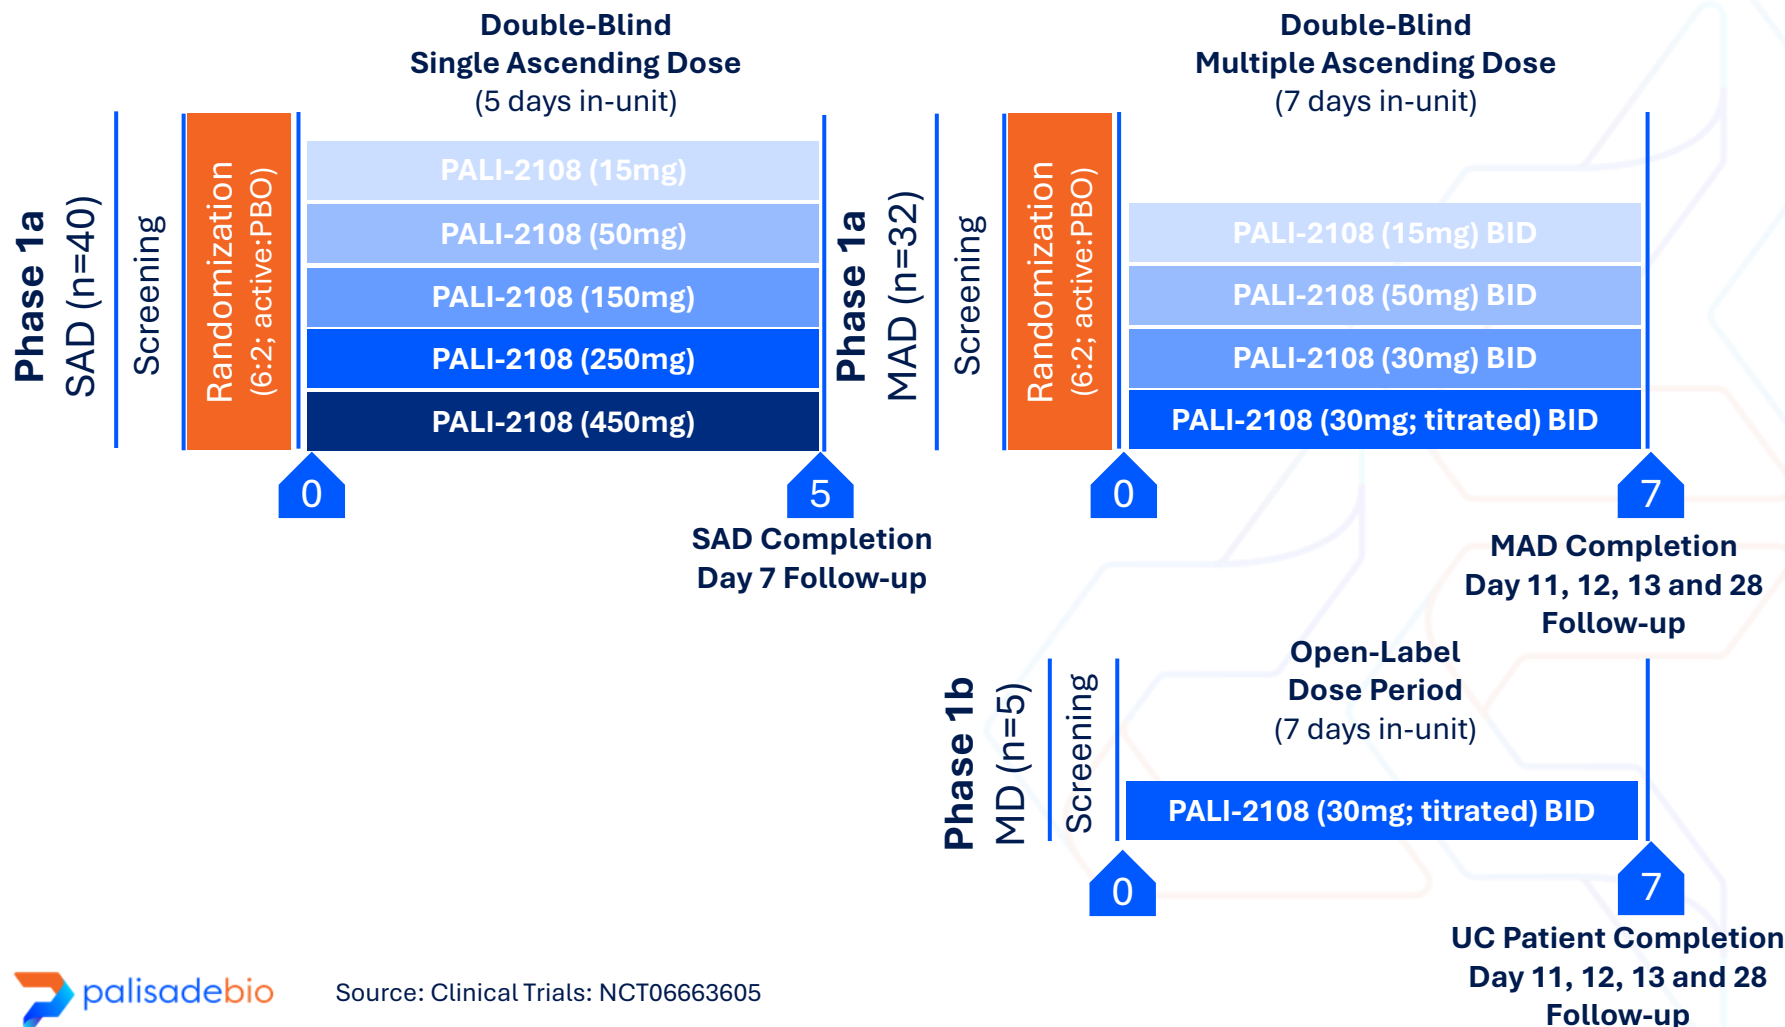 Double-Blind
Single Ascending Dose
(5 days in-unit)
Phase 1a
SAD (n=40)
Screening
Randomization
(6:2; active:PBO)
PALI-2108 (15mg)
PALI-2108 (50mg)
PALI-2108 (150mg)
PALI-2108 (250mg)
PALI-2108 (450mg)
0
5
SAD Completion
Day 7 Follow-up
Double-Blind
Multiple Ascending Dose
(7 days in-unit)
Phase 1a
MAD (n=32)
Screening
Randomization
(6:2; active:PBO)
PALI-2108 (15mg) BID
PALI-2108 (50mg) BID
PALI-2108 (30mg) BID
PALI-2108 (30mg; titrated) BID
0
7
MAD Completion
Day 11, 12, 13 and 28
Follow-up
Open-Label
Dose Period
(7 days in-unit)
Phase 1b
MD (n=5)
Screening
PALI-2108 (30mg; titrated) BID
0
7
UC Patient Completion
Day 11, 12, 13 and 28
Follow-up
palisadebio
Source: Clinical Trials: NCT06663605